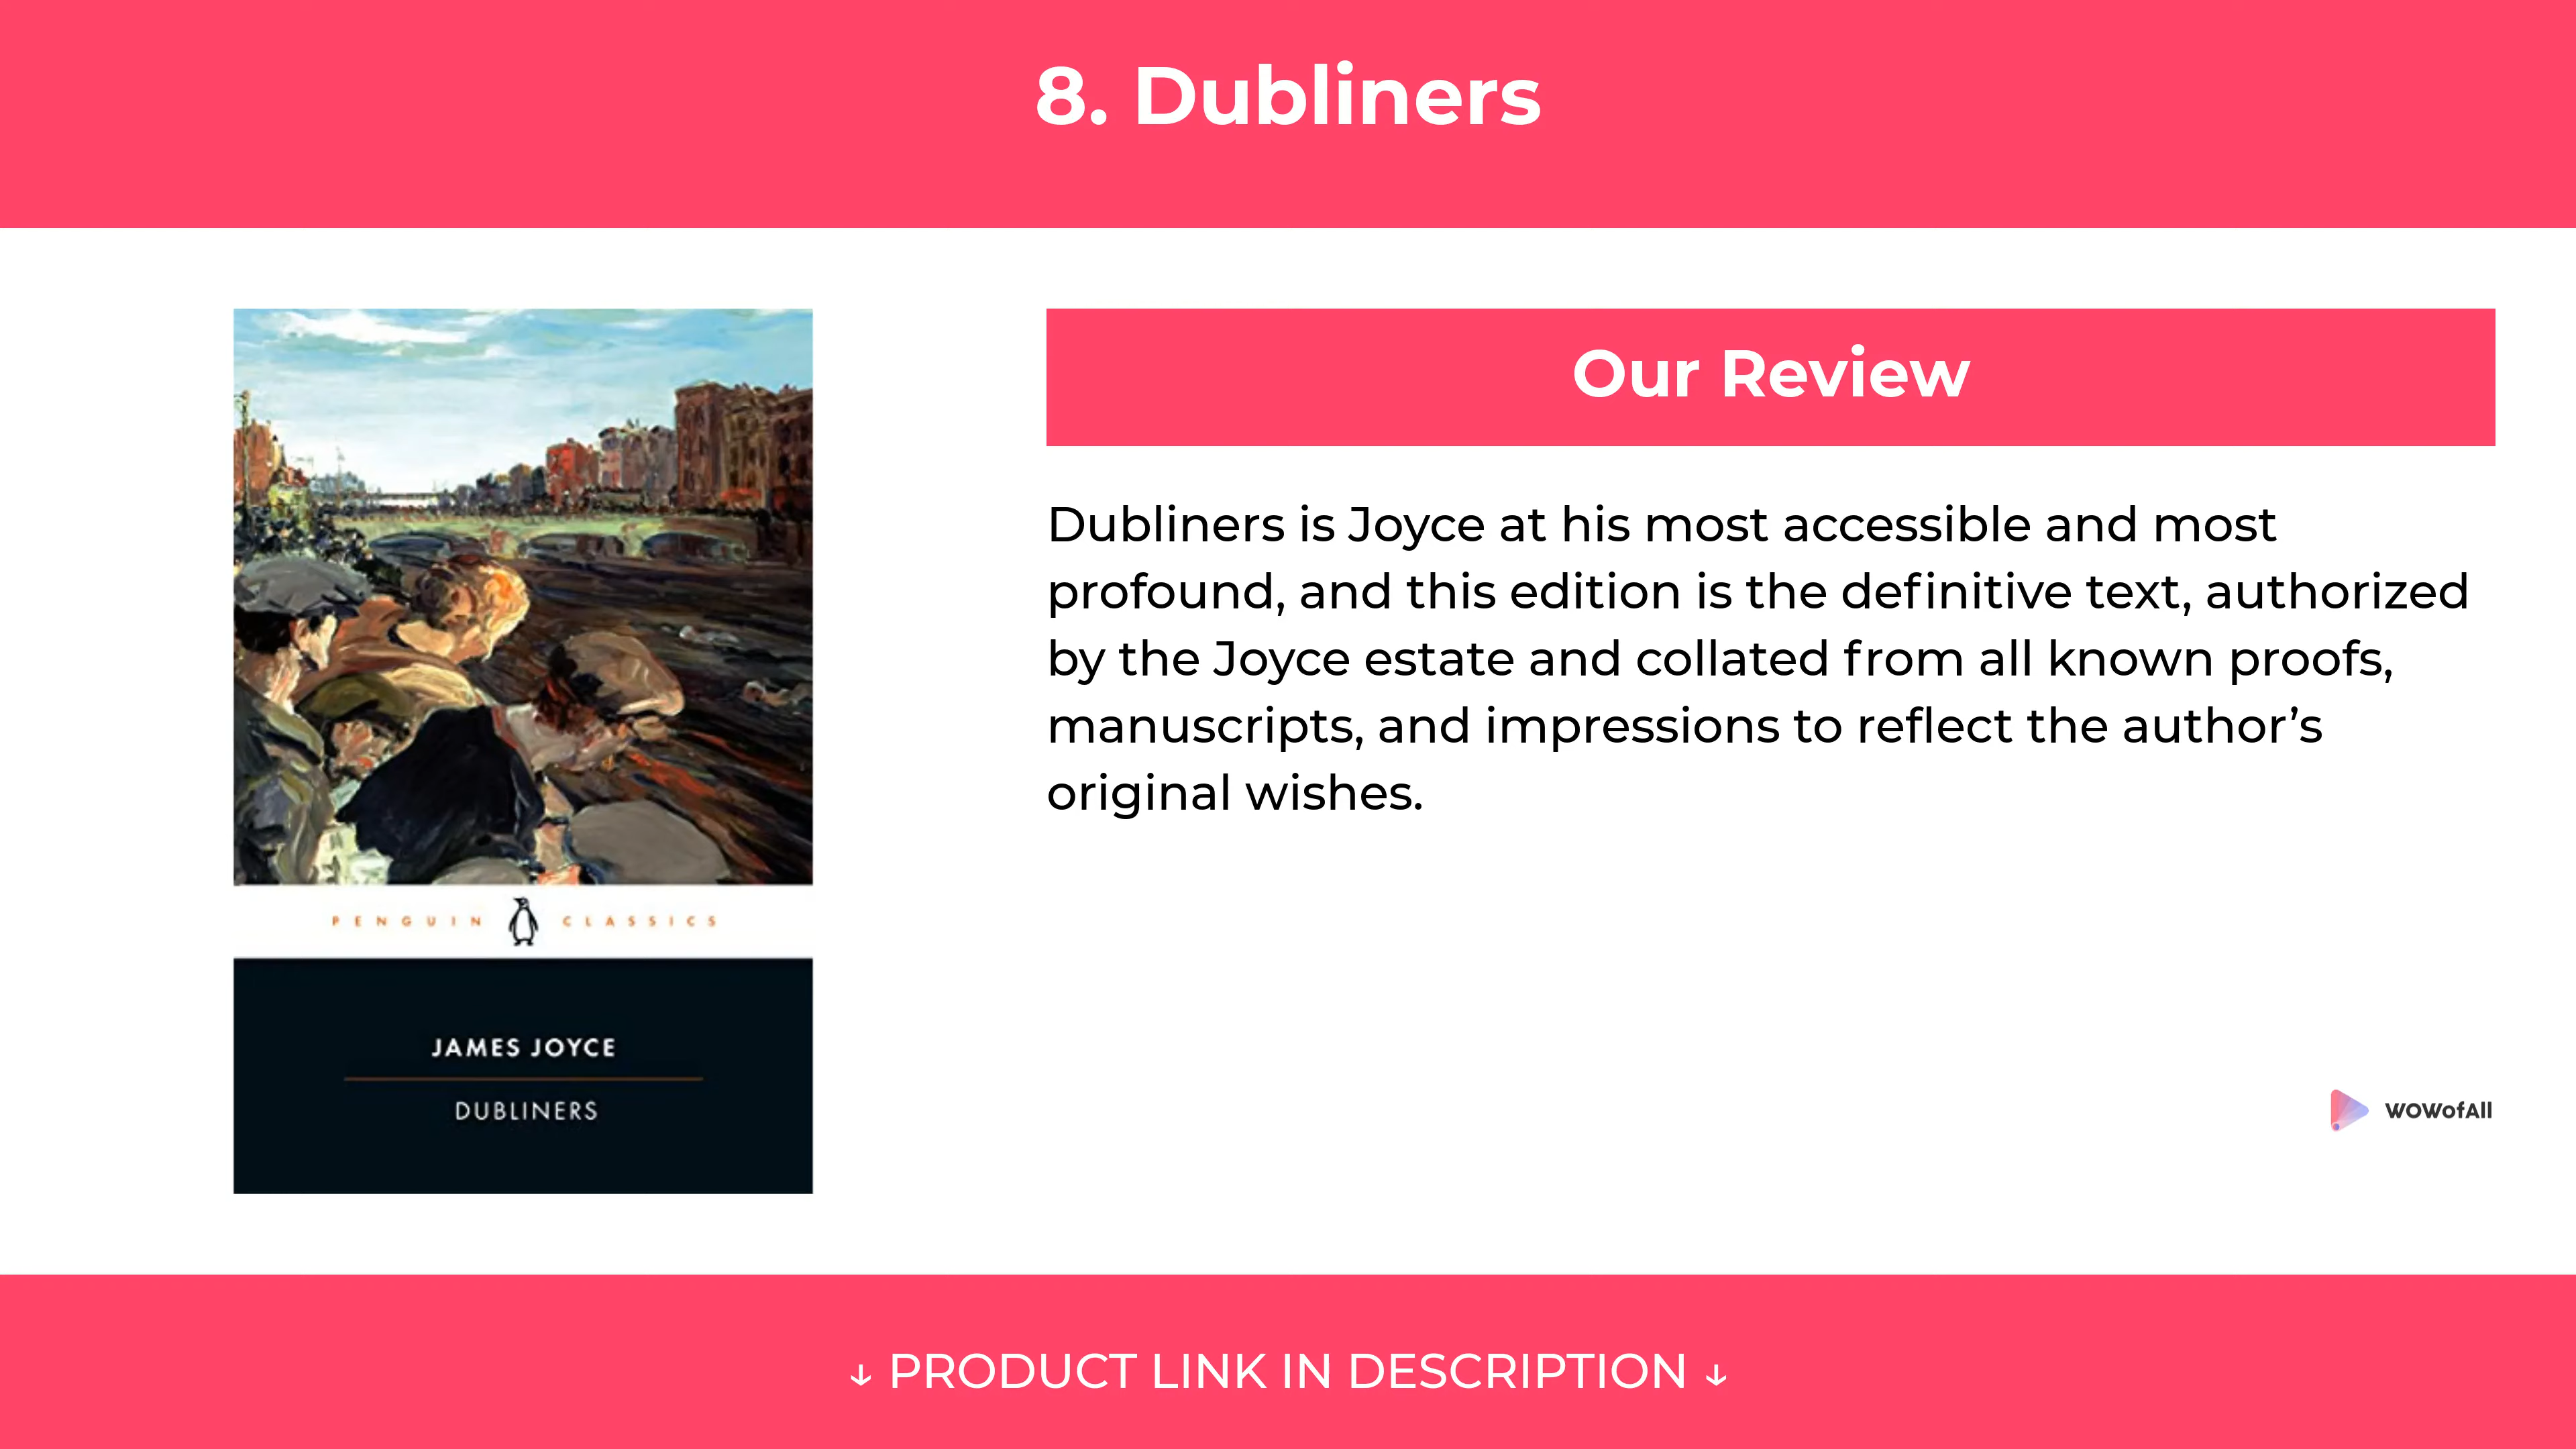 8. Dubliners
PENGUIN CLASSICS
JAMES JOYCE
DUBLINERS
Our Review
Dubliners is Joyce at his most accessible and most
profound, and this edition is the definitive text, authorized
by the Joyce estate and collated from all known proofs,
manuscripts, and impressions to reflect the author’s
original wishes.
wowofAll
↓ PRODUCT LINK IN DESCRIPTION ↓